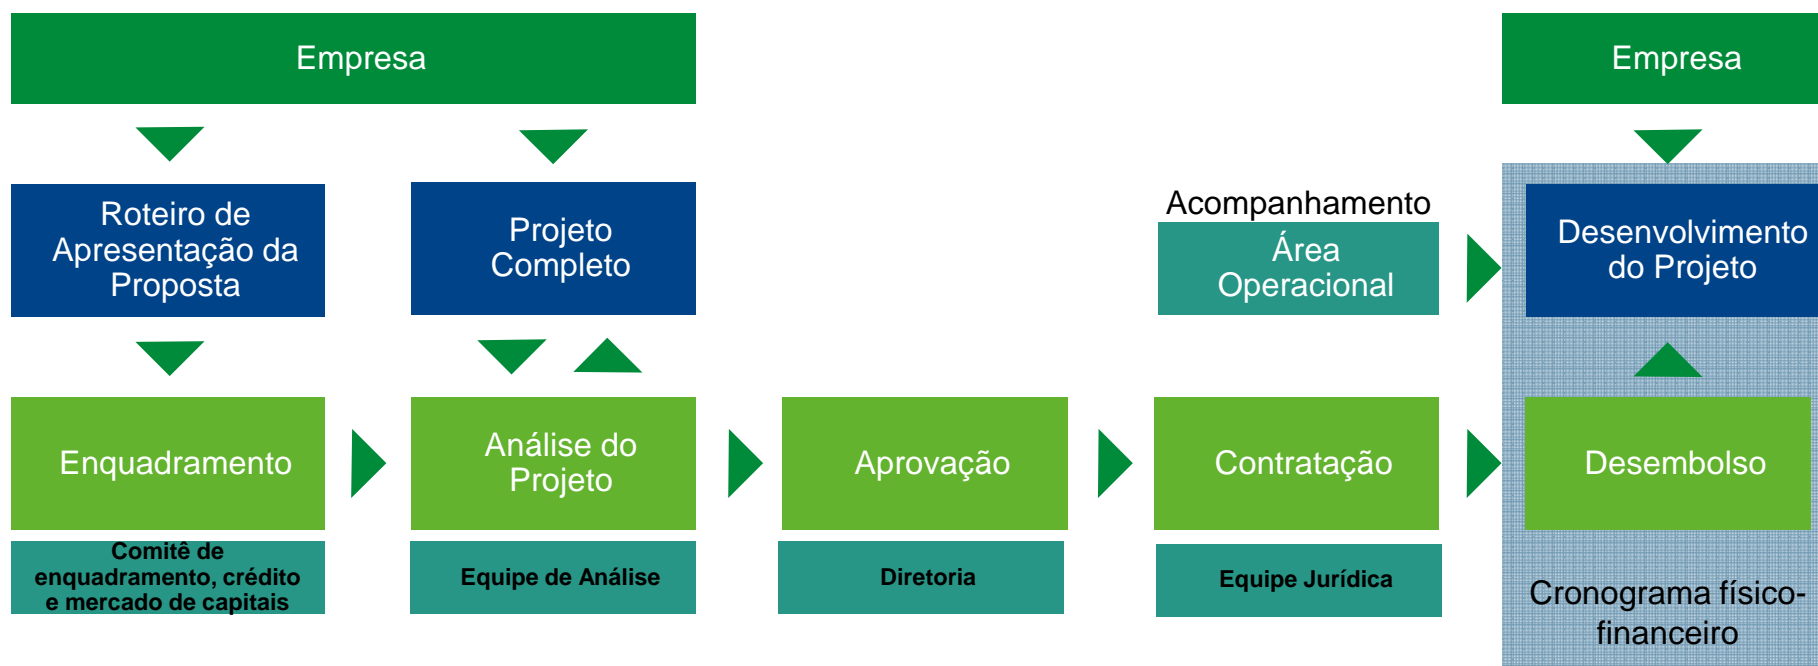 Empresa
Empresa
Roteiro de
Apresentação da
Proposta
Projeto
Completo
Acompanhamento
Área
Operacional
Desenvolvimento
do Projeto
Enquadramento
Análise do
Projeto
Aprovação
Contratação
Desembolso
Comitê de
enquadramento, crédito
e mercado de capitais
Equipe de Análise
Diretoria
Equipe Jurídica
Cronograma físico-
financeiro